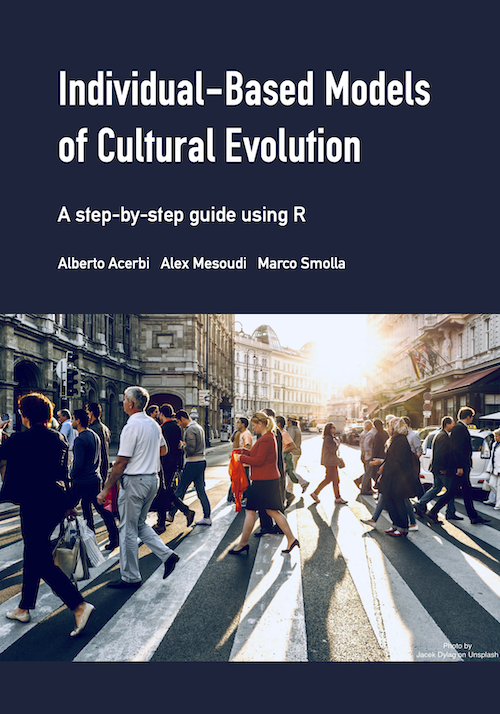 Individual-Based Models
of Cultural Evolution
A step-by-step guide using R
Alberto Acerbi Alex Mesoudi Marco Smolla
Photo by
Jacek Dylag on Unsplash